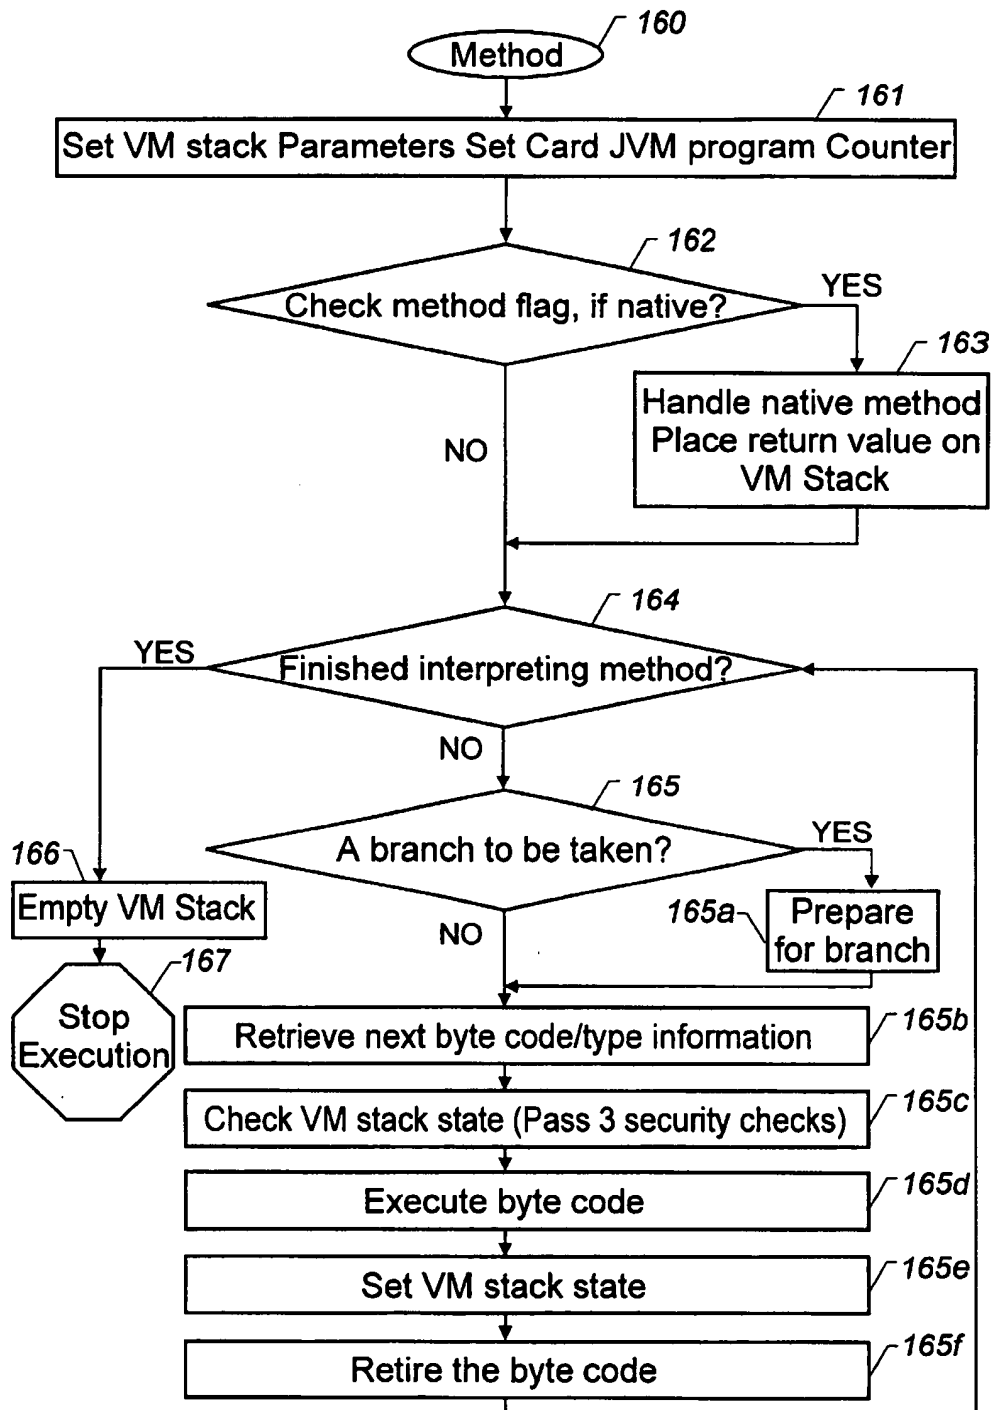 160
Method
161
Set VM stack Parameters Set Card JVM program Counter
162
Check method flag, if native?
YES
163
Handle native method
Place return value on
VM Stack
NO
164
YES
Finished interpreting method?
NO
165
A branch to be taken?
YES
166
Empty VM Stack
165a
Prepare
for branch
NO
167
Stop
Execution
Retrieve next byte code/type information
165b
Check VM stack state (Pass 3 security checks)
165c
Execute byte code
165d
Set VM stack state
165e
Retire the byte code
165f